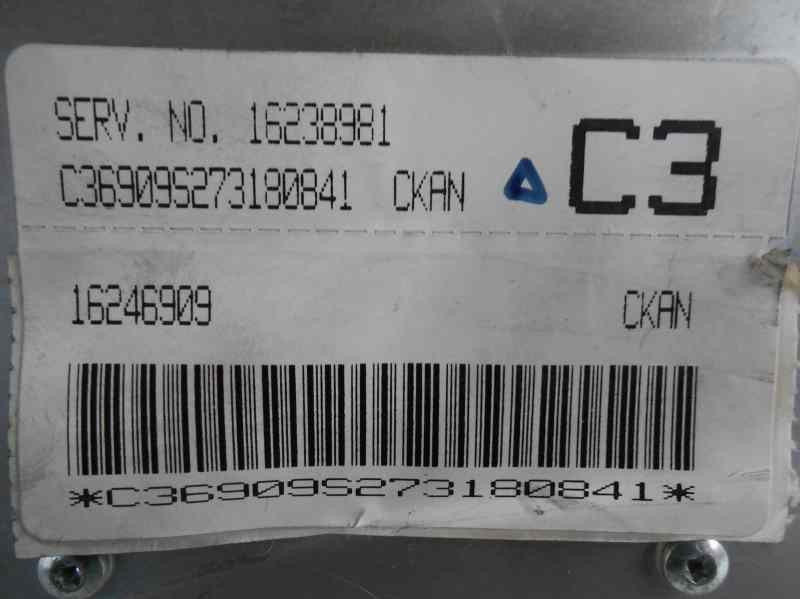 SERV. NO. 16238981
C36909S273180841 CKAN
C3
16246909 CKAN
*C36909S273180841*